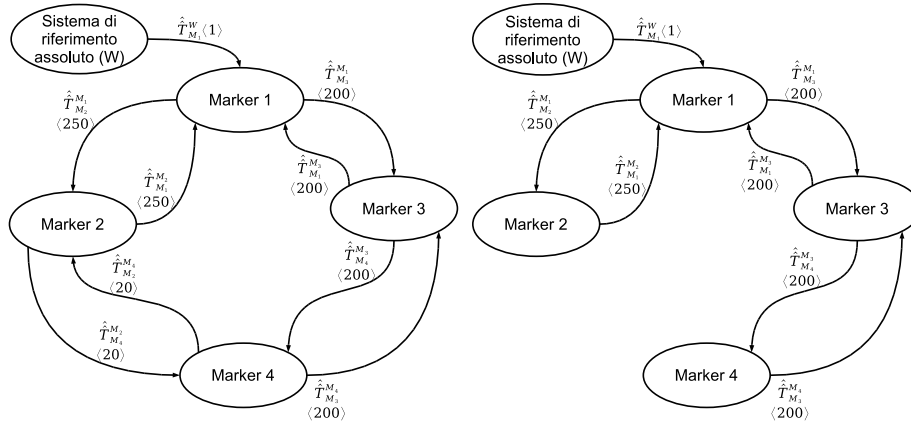 Sistema di
riferimento
assoluto (W)
T̂̂^W_{M_1}⟨1⟩
Marker 1
T̂̂^{M_1}_{M_3}
⟨200⟩
T̂̂^{M_1}_{M_2}
⟨250⟩
T̂̂^{M_2}_{M_1}
⟨250⟩
T̂̂^{M_3}_{M_1}
⟨200⟩
Marker 2
Marker 3
T̂̂^{M_4}_{M_2}
⟨20⟩
T̂̂^{M_3}_{M_4}
⟨200⟩
T̂̂^{M_2}_{M_4}
⟨20⟩
Marker 4
T̂̂^{M_4}_{M_3}
⟨200⟩
Sistema di
riferimento
assoluto (W)
T̂̂^W_{M_1}⟨1⟩
Marker 1
T̂̂^{M_1}_{M_3}
⟨200⟩
T̂̂^{M_1}_{M_2}
⟨250⟩
T̂̂^{M_2}_{M_1}
⟨250⟩
T̂̂^{M_3}_{M_1}
⟨200⟩
Marker 2
Marker 3
T̂̂^{M_3}_{M_4}
⟨200⟩
Marker 4
T̂̂^{M_4}_{M_3}
⟨200⟩